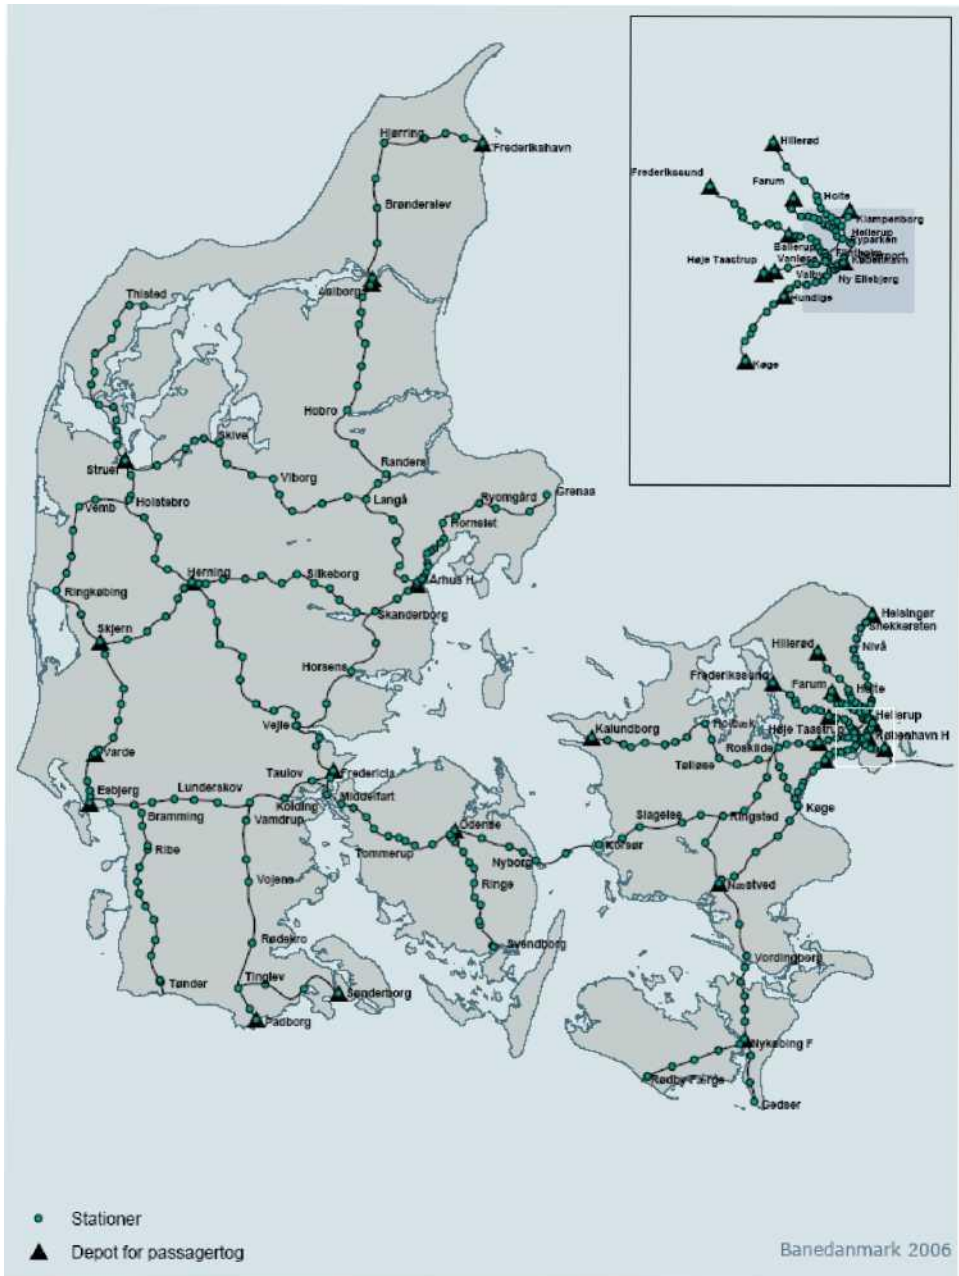 Hillerød
Frederikssund
Farum
Holte
Klampenborg
Hellerup
Ryparken
Ballerup
København
Høje Taastrup
Vanløse
Valby
Ny Ellebjerg
Hundige
Køge
Hjørring
Frederikshavn
Brønderslev
Aalborg
Thisted
Hobro
Skive
Struer
Viborg
Randers
Langå
Ryomgård
Grenaa
Vemb
Holstebro
Hornslet
Herning
Silkeborg
Århus H
Ringkøbing
Skanderborg
Skjern
Horsens
Vejle
Varde
Taulov
Fredericia
Esbjerg
Lunderskov
Kolding
Middelfart
Bramming
Vamdrup
Ribe
Tommerup
Odense
Nyborg
Korsør
Vojens
Ringe
Rødekro
Svendborg
Tønder
Tinglev
Sønderborg
Padborg
Helsingør
Snekkersten
Nivå
Hillerød
Frederikssund
Farum
Holte
Hellerup
Kalundborg
Holbæk
Høje Taastrup
København H
Roskilde
Tølløse
Slagelse
Ringsted
Køge
Næstved
Vordingborg
Nykøbing F
Rødby Færge
Gedser
Stationer
Depot for passagertog
Banedanmark 2006